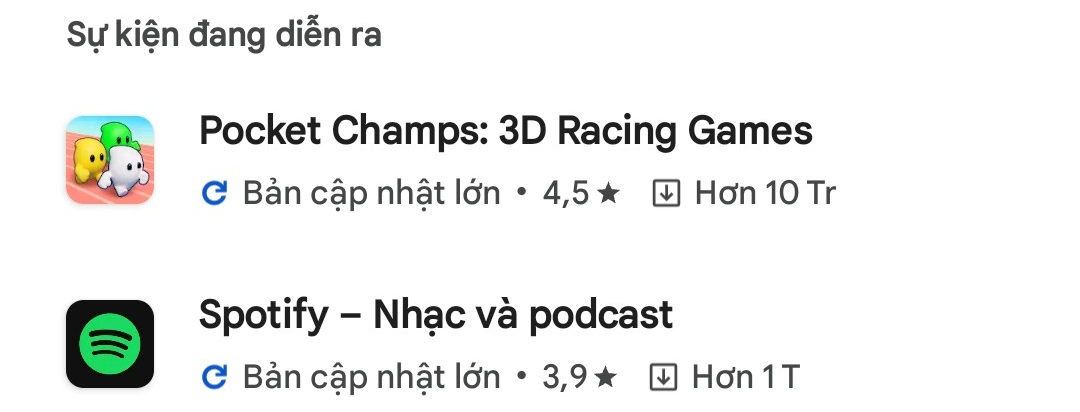 Sự kiện đang diễn ra
Pocket Champs: 3D Racing Games
Bản cập nhật lớn • 4,5 ★ Hơn 10 Tr
Spotify – Nhạc và podcast
Bản cập nhật lớn • 3,9 ★ Hơn 1 T